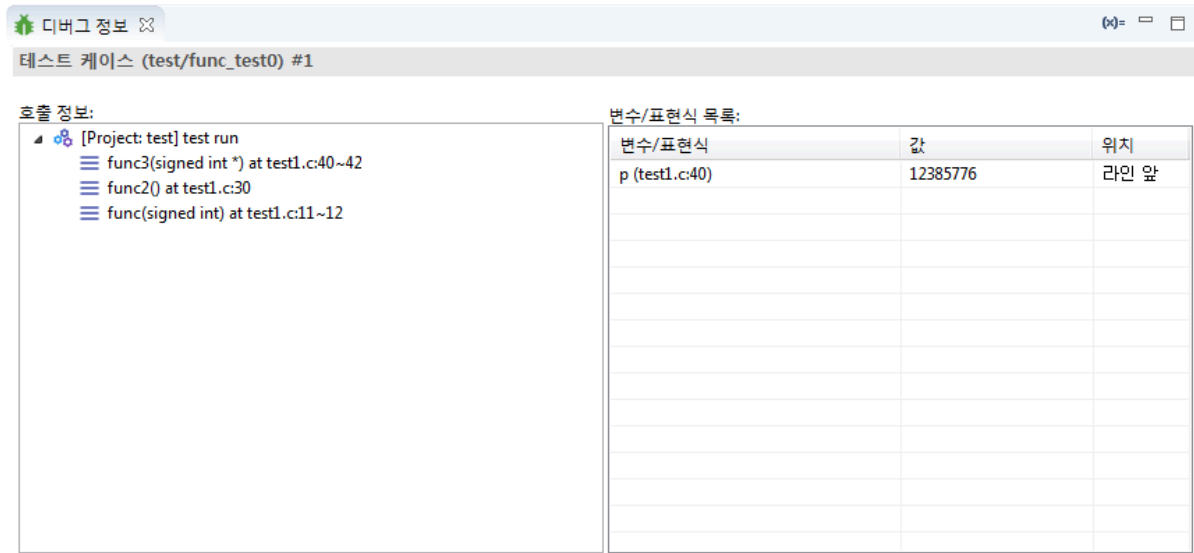 디버그 정보
(x)=
테스트 케이스 (test/func_test0) #1
호출 정보:
[Project: test] test run
func3(signed int *) at test1.c:40~42
func2() at test1.c:30
func(signed int) at test1.c:11~12
변수/표현식 목록:
변수/표현식 값 위치
p (test1.c:40) 12385776 라인 앞